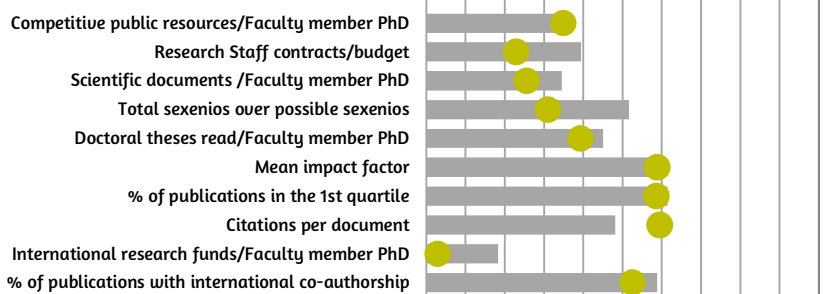 Competitive public resources/Faculty member PhD
Research Staff contracts/budget
Scientific documents /Faculty member PhD
Total sexenios over possible sexenios
Doctoral theses read/Faculty member PhD
Mean impact factor
% of publications in the 1st quartile
Citations per document
International research funds/Faculty member PhD
% of publications with international co-authorship